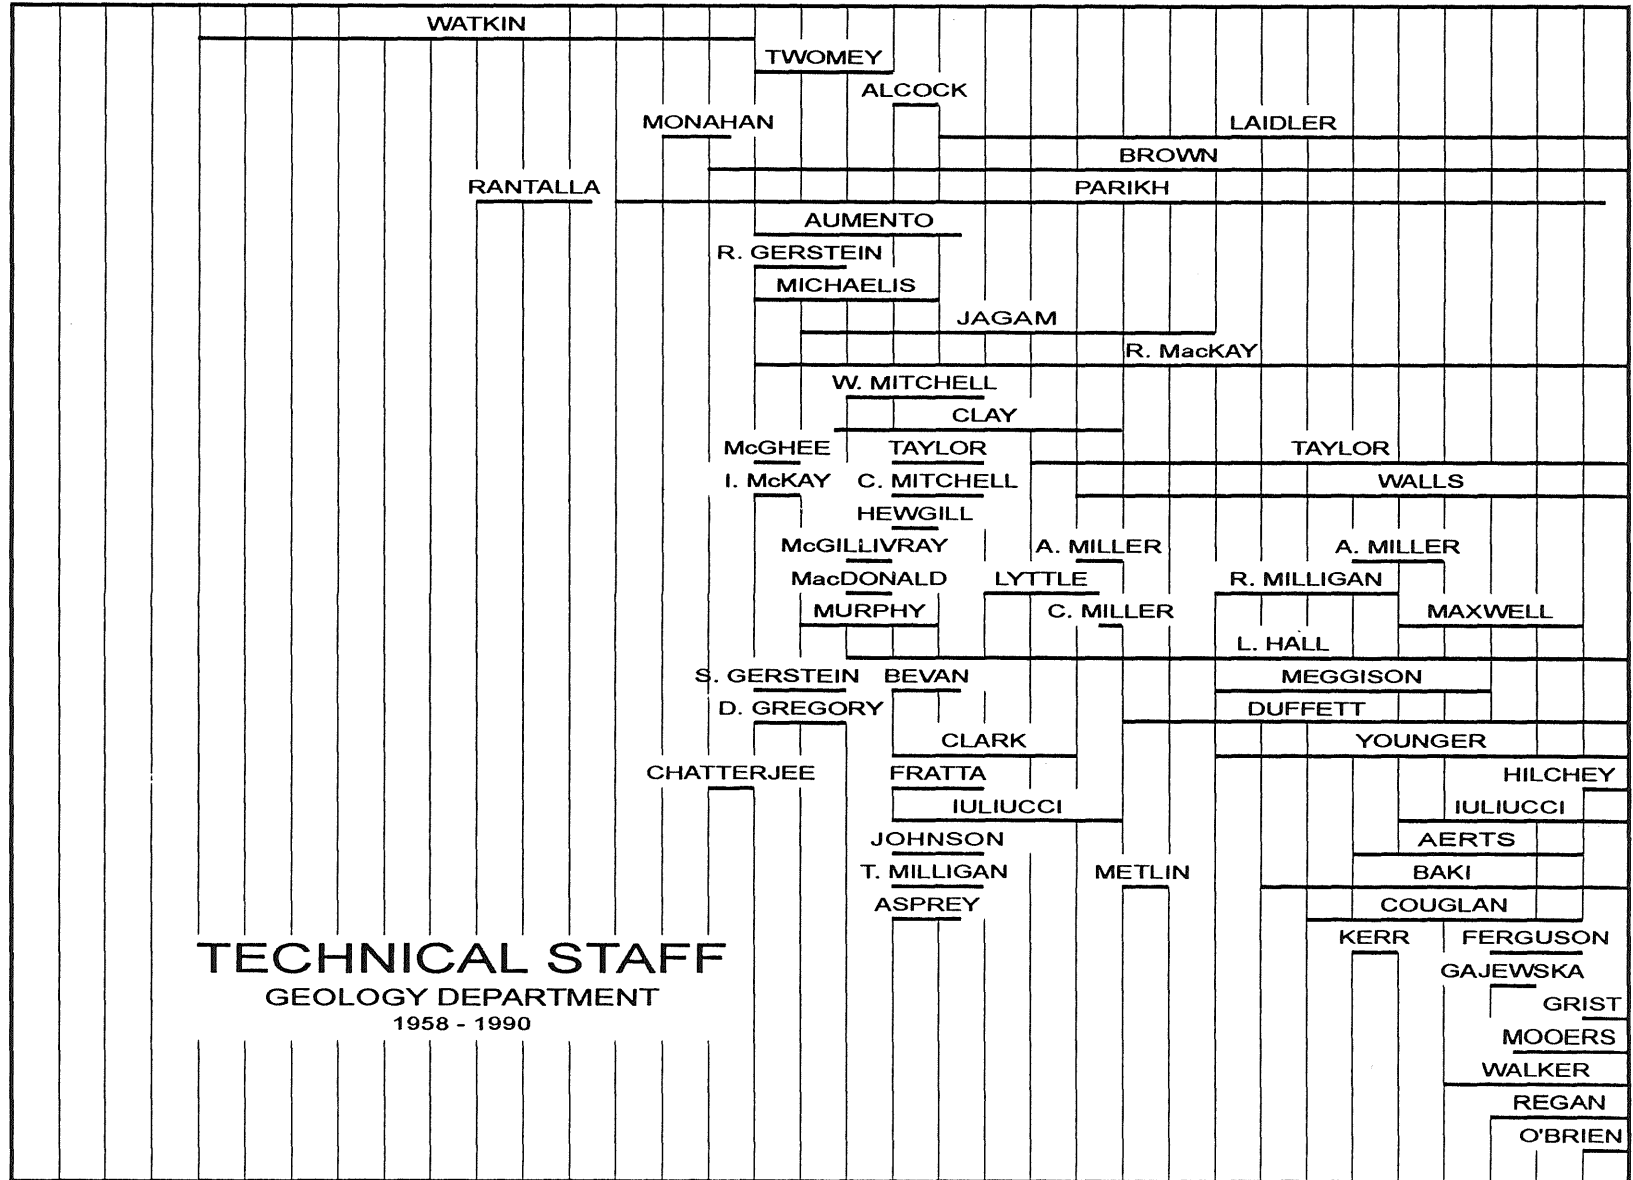 WATKIN
TWOMEY
ALCOCK
MONAHAN LAIDLER
BROWN
RANTALLA PARIKH
AUMENTO
R. GERSTEIN
MICHAELIS
JAGAM
R. MacKAY
W. MITCHELL
CLAY
McGHEE TAYLOR TAYLOR
I. McKAY C. MITCHELL WALLS
HEWGILL
McGILLIVRAY A. MILLER A. MILLER
MacDONALD LYTTLE R. MILLIGAN
MURPHY C. MILLER MAXWELL
L. HALL
S. GERSTEIN BEVAN MEGGISON
D. GREGORY DUFFETT
CLARK YOUNGER
CHATTERJEE FRATTA HILCHEY
IULIUCCI IULIUCCI
JOHNSON AERTS
T. MILLIGAN METLIN BAKI
ASPREY COUGLAN
KERR FERGUSON
GAJEWSKA
GRIST
MOOERS
WALKER
REGAN
O'BRIEN
TECHNICAL STAFF
GEOLOGY DEPARTMENT
1958 - 1990